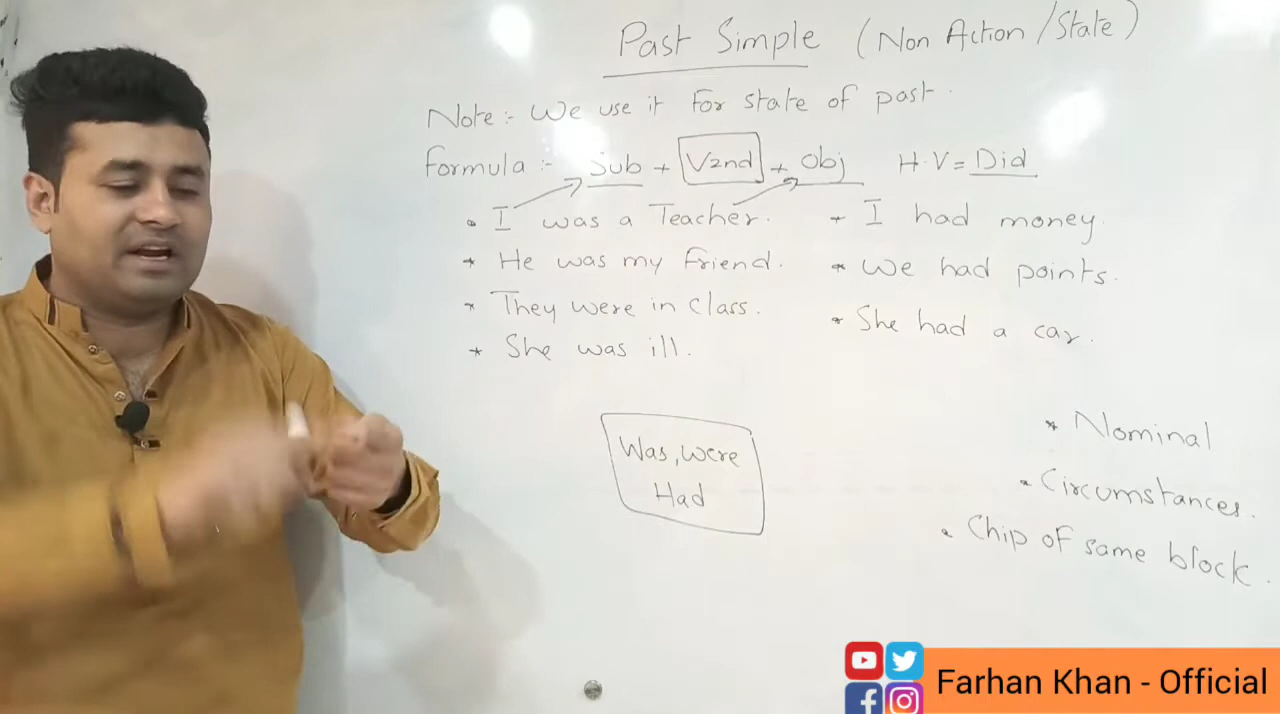 Past Simple (Non Action/State)
Note:- We use it for state of past.
Formula:- Sub + V2nd + Obj H.V= Did
I was a Teacher.
He was my friend.
They were in class.
She was ill.
I had money.
We had points.
She had a car.
Was, were
Had
Nominal
Circumstances.
Chip of same block.
Farhan Khan - Official